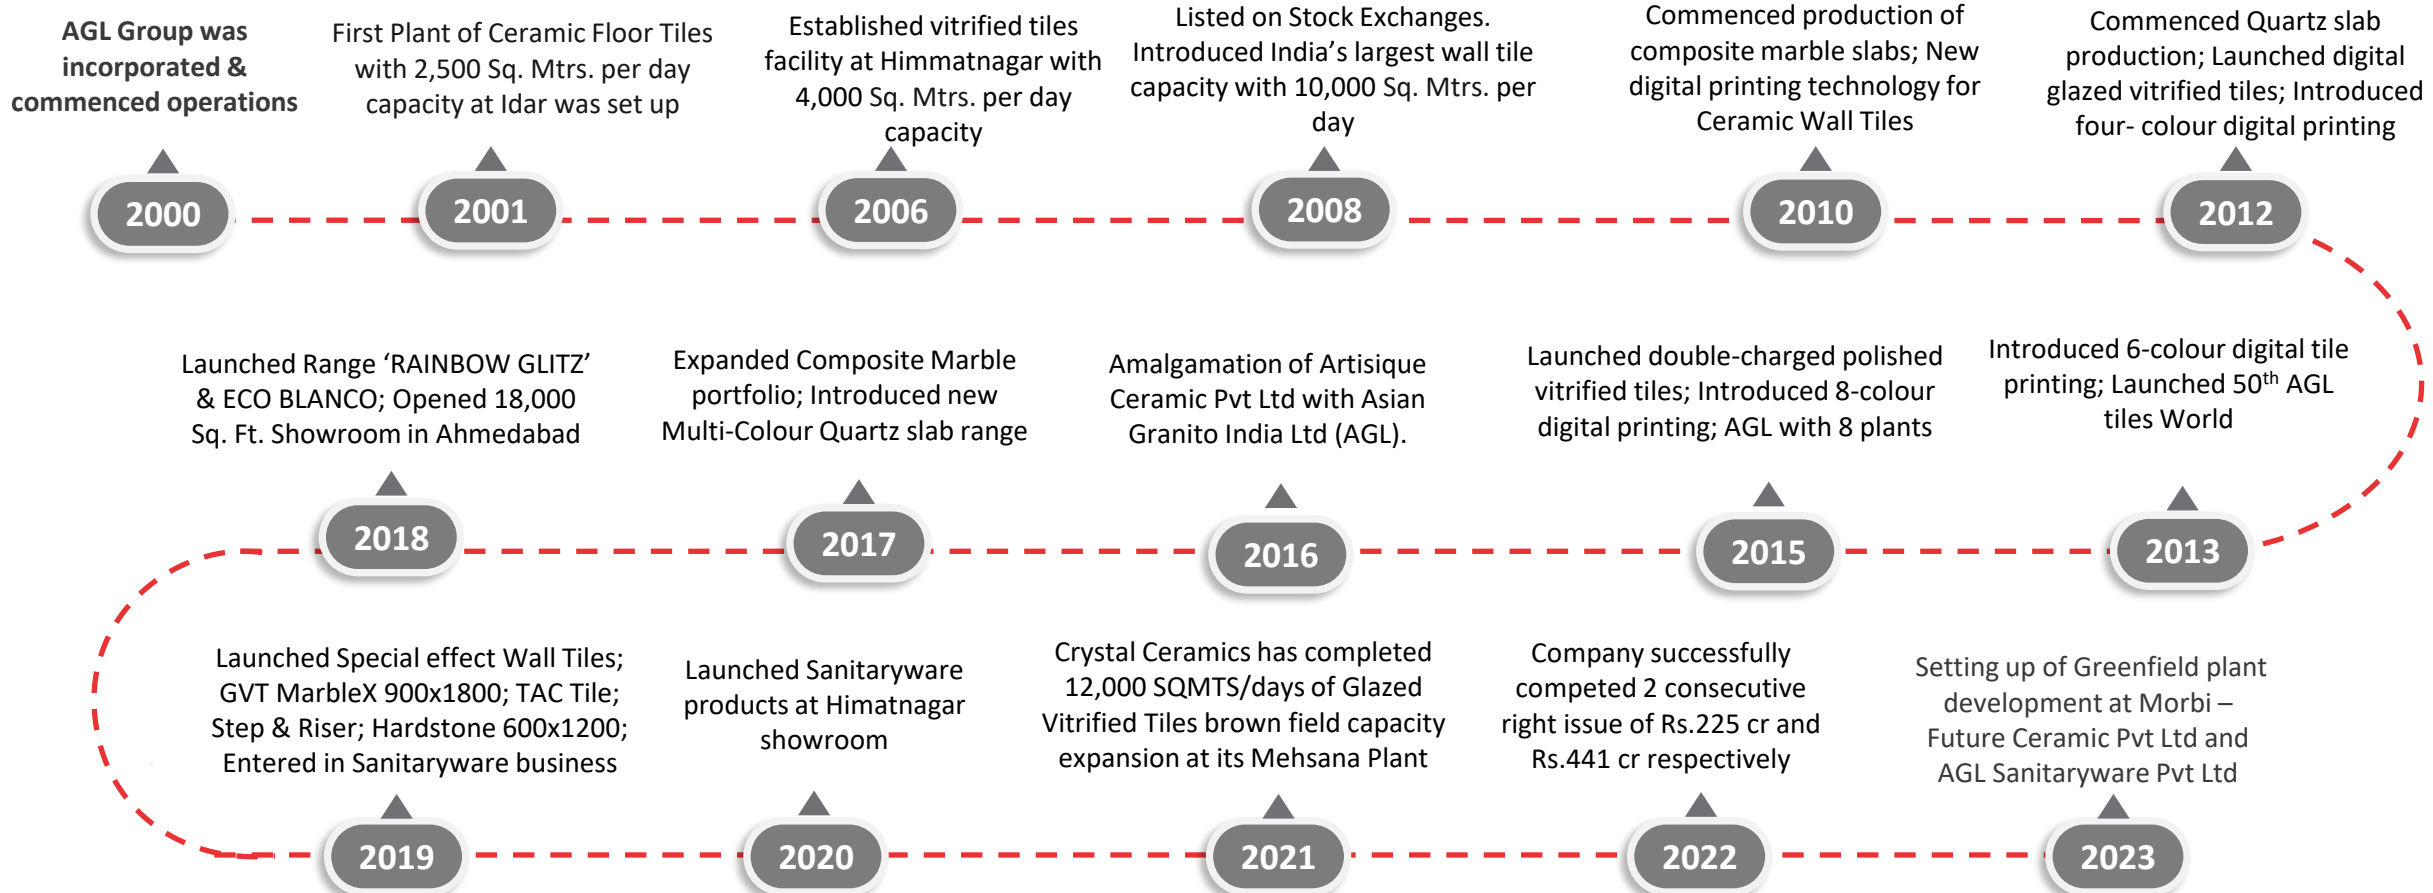 AGL Group was
incorporated &
commenced operations
2000
First Plant of Ceramic Floor Tiles
with 2,500 Sq. Mtrs. per day
capacity at Idar was set up
2001
Established vitrified tiles
facility at Himmatnagar with
4,000 Sq. Mtrs. per day
capacity
2006
Listed on Stock Exchanges.
Introduced India’s largest wall tile
capacity with 10,000 Sq. Mtrs. per
day
2008
Commenced production of
composite marble slabs; New
digital printing technology for
Ceramic Wall Tiles
2010
Commenced Quartz slab
production; Launched digital
glazed vitrified tiles; Introduced
four- colour digital printing
2012
Introduced 6-colour digital tile
printing; Launched 50th AGL
tiles World
2013
Launched double-charged polished
vitrified tiles; Introduced 8-colour
digital printing; AGL with 8 plants
2015
Amalgamation of Artisique
Ceramic Pvt Ltd with Asian
Granito India Ltd (AGL).
2016
Expanded Composite Marble
portfolio; Introduced new
Multi-Colour Quartz slab range
2017
Launched Range ‘RAINBOW GLITZ’
& ECO BLANCO; Opened 18,000
Sq. Ft. Showroom in Ahmedabad
2018
Launched Special effect Wall Tiles;
GVT MarbleX 900x1800; TAC Tile;
Step & Riser; Hardstone 600x1200;
Entered in Sanitaryware business
2019
Launched Sanitaryware
products at Himatnagar
showroom
2020
Crystal Ceramics has completed
12,000 SQMTS/days of Glazed
Vitrified Tiles brown field capacity
expansion at its Mehsana Plant
2021
Company successfully
competed 2 consecutive
right issue of Rs.225 cr and
Rs.441 cr respectively
2022
Setting up of Greenfield plant
development at Morbi –
Future Ceramic Pvt Ltd and
AGL Sanitaryware Pvt Ltd
2023